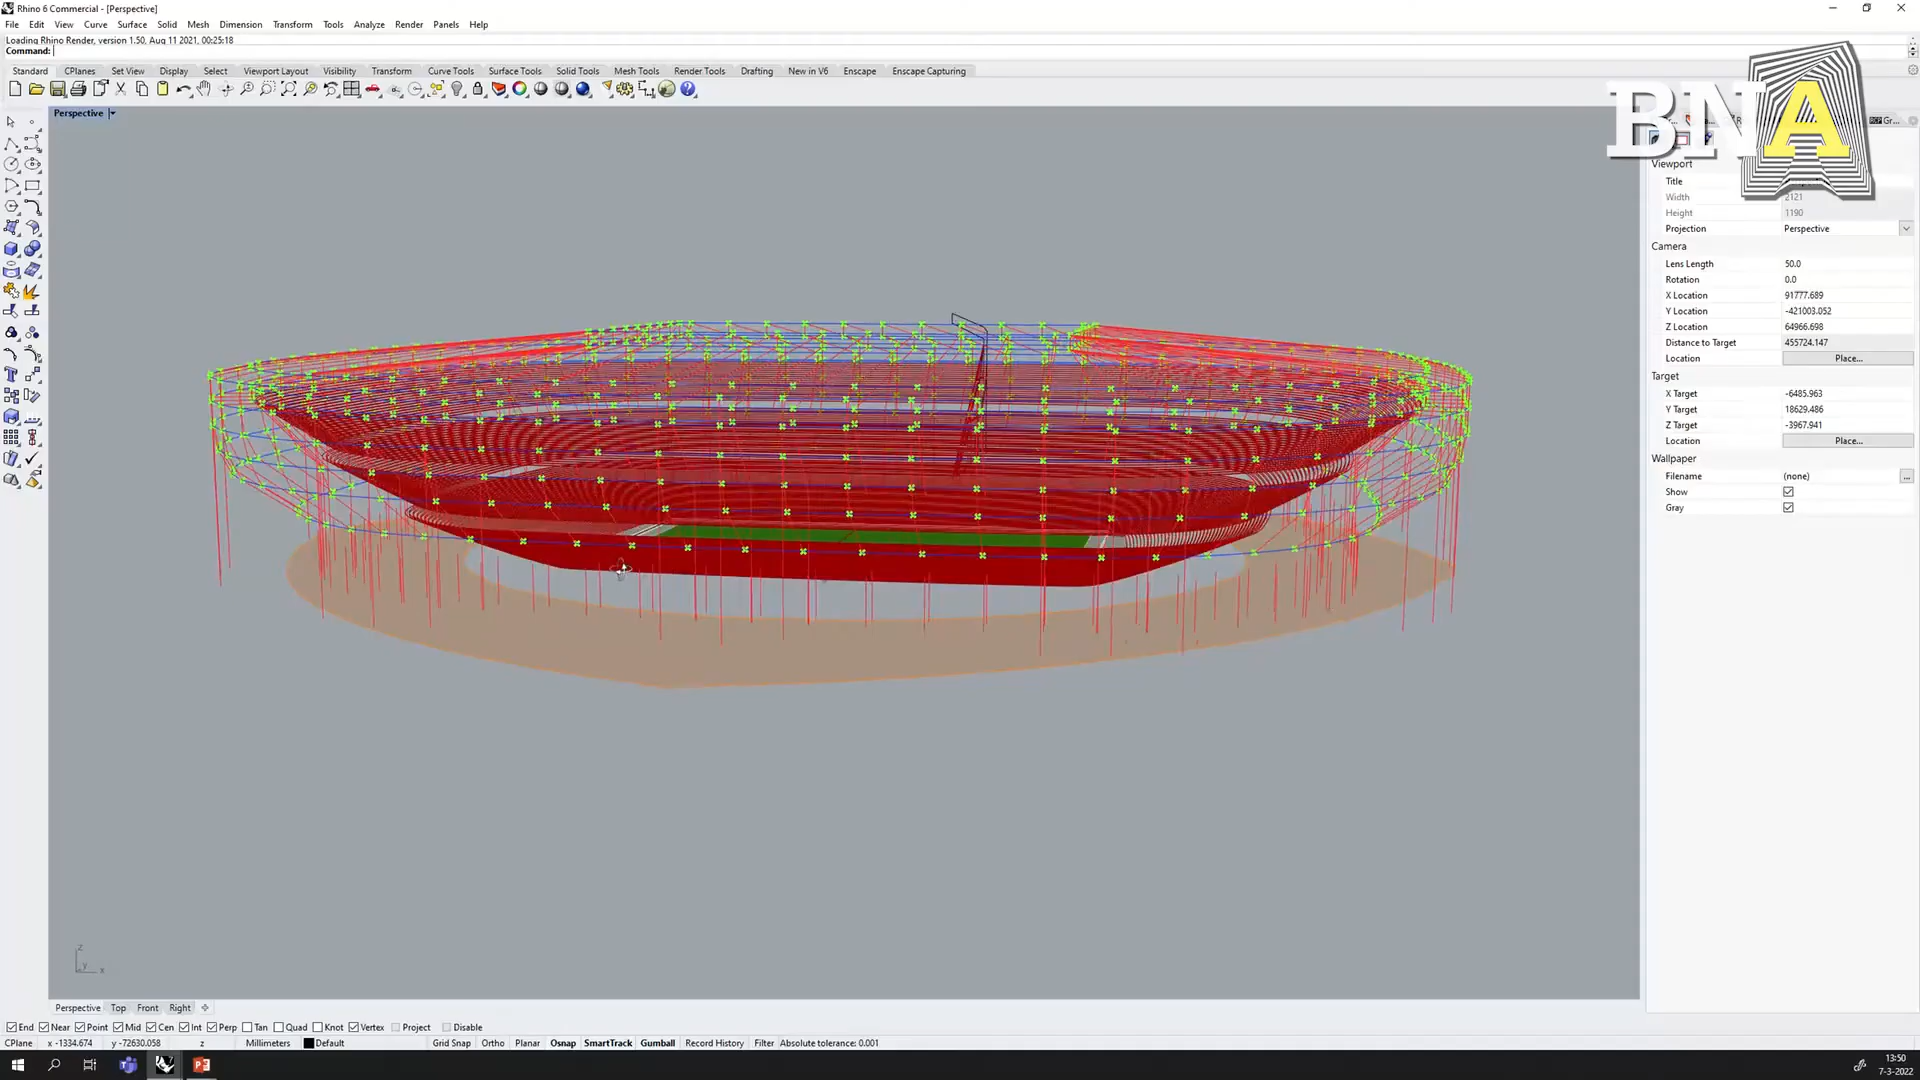 Rhino 6 Commercial - [Perspective]
File Edit View Curve Surface Solid Mesh Dimension Transform Tools Analyze Render Panels Help
Loading Rhino Render, version 1.50, Aug 11 2021, 00:25:18
Command:
Standard CPlanes Set View Display Select Viewport Layout Visibility Transform Curve Tools Surface Tools Solid Tools Mesh Tools Render Tools Drafting New in V6 Enscape Enscape Capturing
Perspective
BNA
Gr...
Viewport
Title
Width 2121
Height 1190
Projection Perspective
Camera
Lens Length 50.0
Rotation 0.0
X Location 91777.689
Y Location -421003.052
Z Location 64966.698
Distance to Target 455724.147
Location Place...
Target
X Target -6485.963
Y Target 18629.486
Z Target -3967.941
Location Place...
Wallpaper
Filename (none) ...
Show
Gray
z
y x
Perspective Top Front Right
End Near Point Mid Cen Int Perp Tan Quad Knot Vertex Project Disable
CPlane x -1334.674 y -72630.058 z Millimeters Default Grid Snap Ortho Planar Osnap SmartTrack Gumball Record History Filter Absolute tolerance: 0.001
13:50
7-3-2022